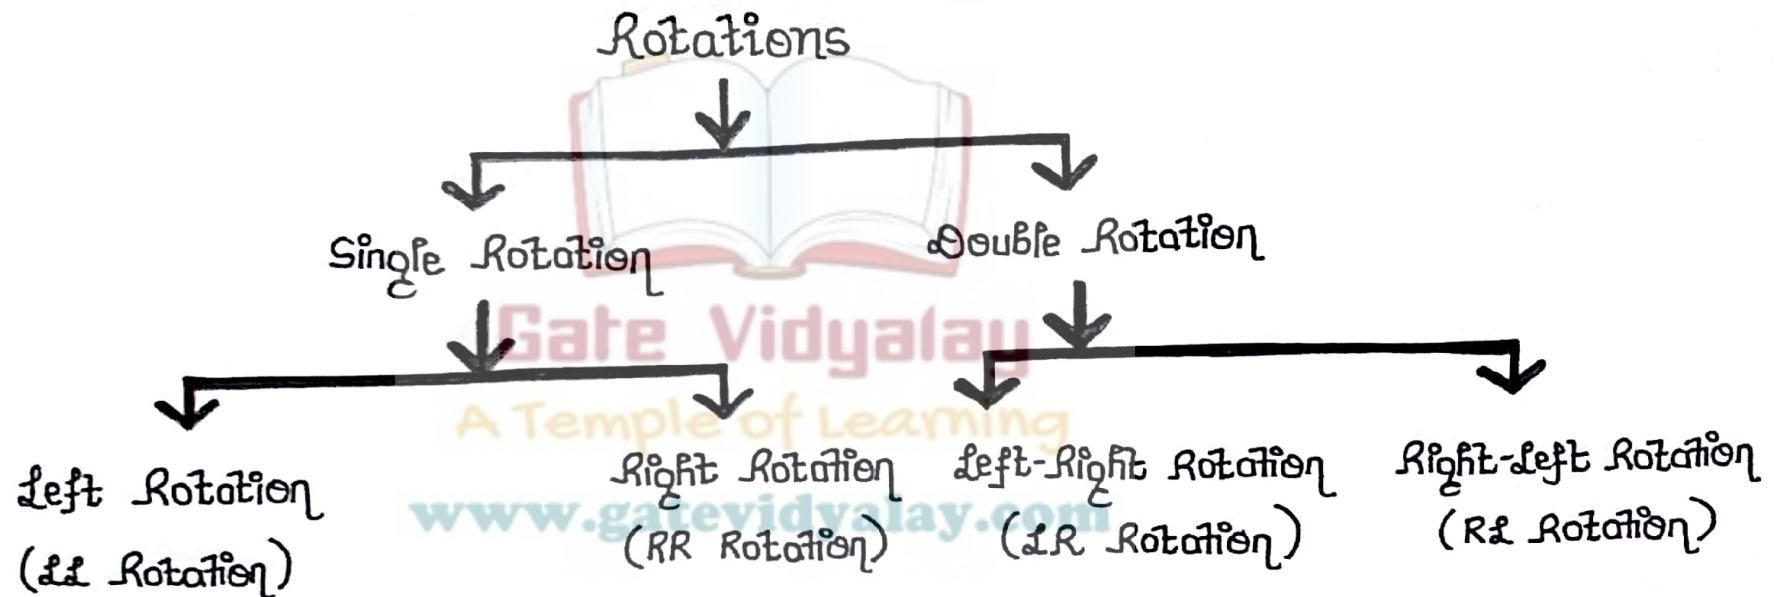 Rotations
Single Rotation
Double Rotation
Gate Vidyalay
A Temple of Learning
Left Rotation
(LL Rotation)
Right Rotation
(RR Rotation)
Left-Right Rotation
(LR Rotation)
Right-Left Rotation
(RL Rotation)
www.gatevidyalay.com